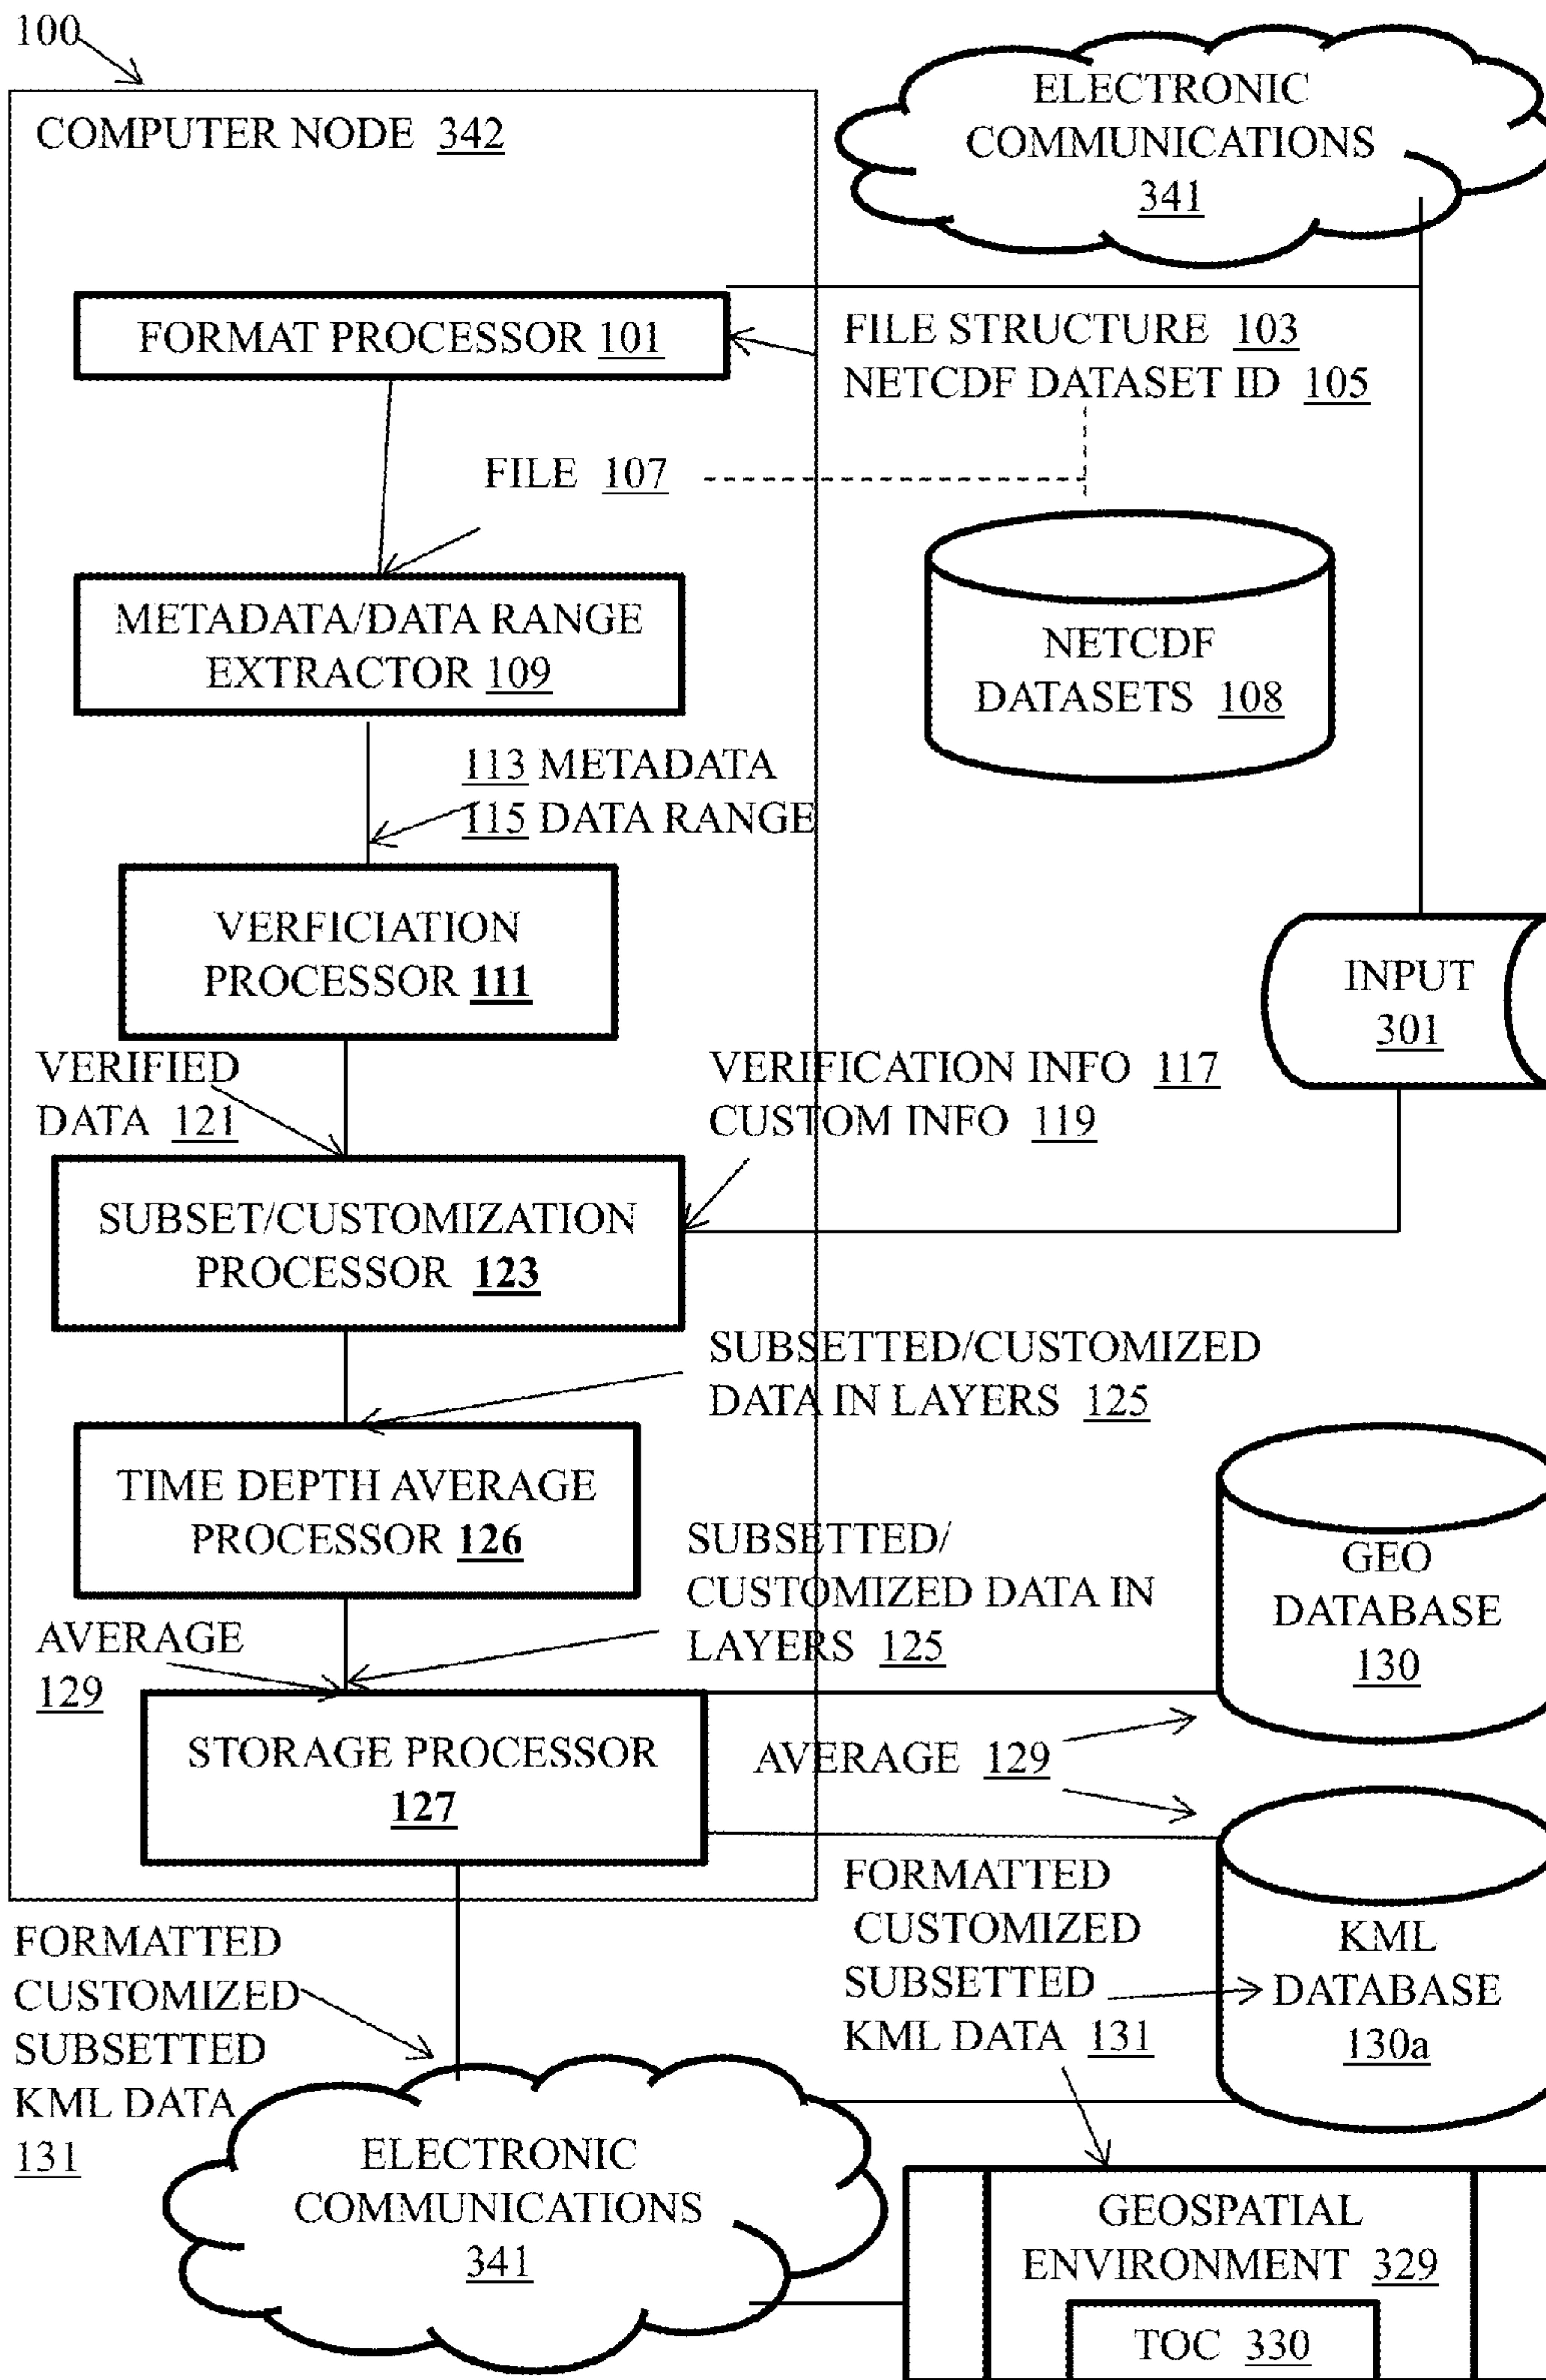 100
COMPUTER NODE 342
ELECTRONIC
COMMUNICATIONS
341
FORMAT PROCESSOR 101
FILE STRUCTURE 103
NETCDF DATASET ID 105
FILE 107
METADATA/DATA RANGE
EXTRACTOR 109
NETCDF
DATASETS 108
113 METADATA
115 DATA RANGE
VERFICIATION
PROCESSOR 111
INPUT
301
VERIFIED
DATA 121
VERIFICATION INFO 117
CUSTOM INFO 119
SUBSET/CUSTOMIZATION
PROCESSOR 123
SUBSETTED/CUSTOMIZED
DATA IN LAYERS 125
TIME DEPTH AVERAGE
PROCESSOR 126
SUBSETTED/
CUSTOMIZED DATA IN
LAYERS 125
GEO
DATABASE
130
AVERAGE
129
STORAGE PROCESSOR
127
AVERAGE 129
FORMATTED
CUSTOMIZED
SUBSETTED
KML DATA 131
KML
DATABASE
130a
FORMATTED
CUSTOMIZED
SUBSETTED
KML DATA
131
ELECTRONIC
COMMUNICATIONS
341
GEOSPATIAL
ENVIRONMENT 329
TOC 330